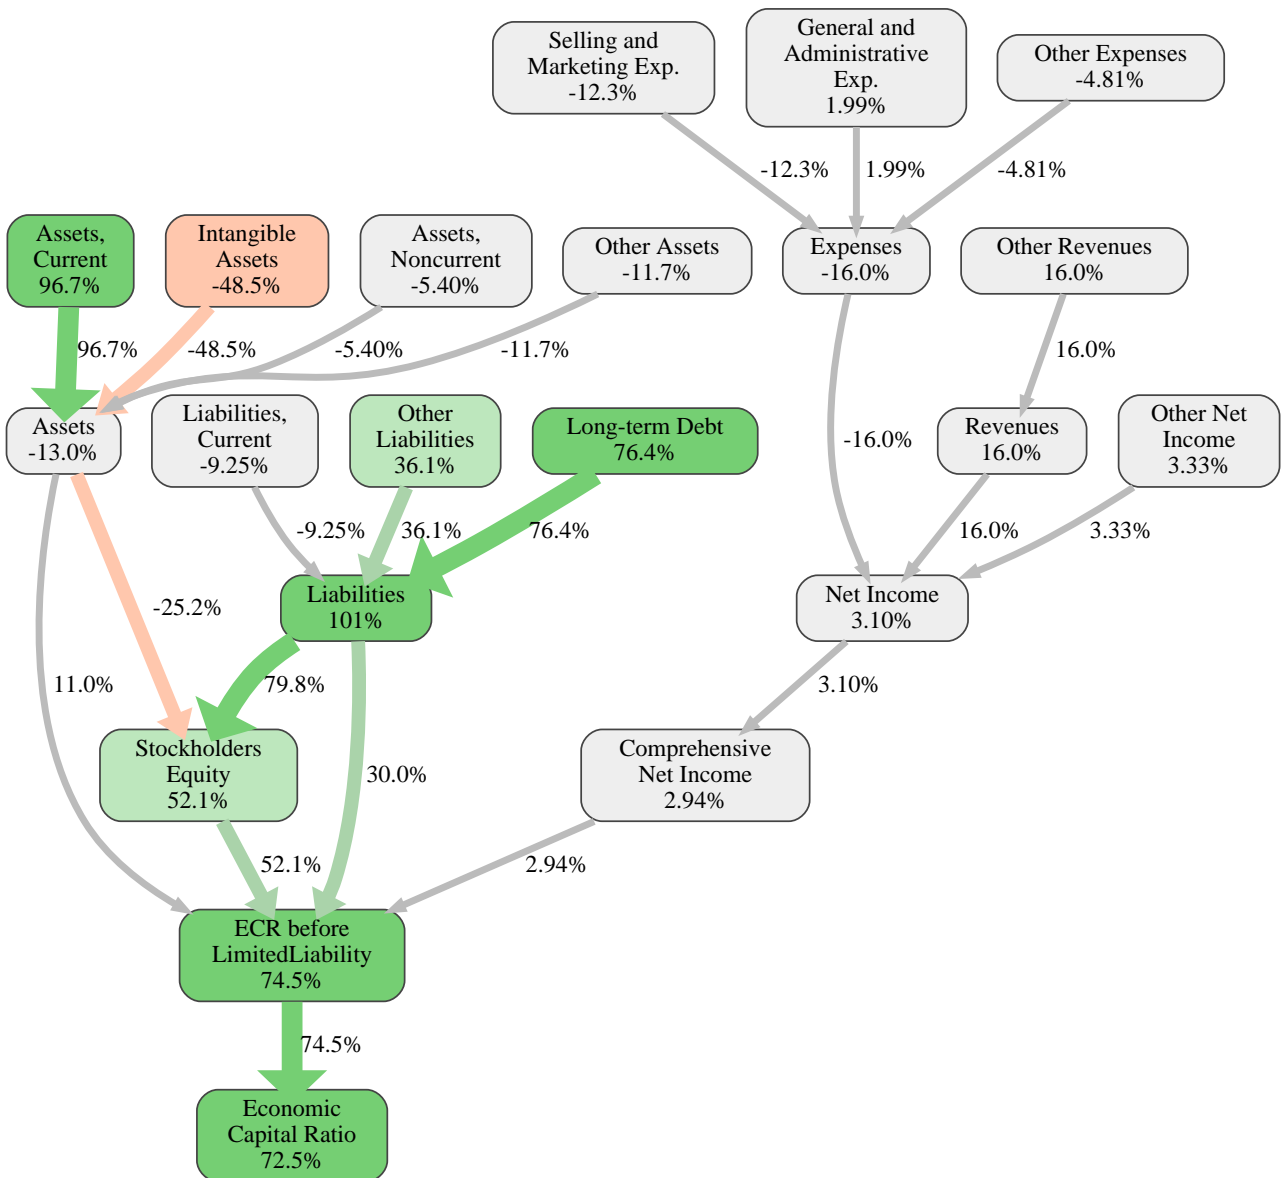 Selling and
Marketing Exp.
-12.3%
General and
Administrative
Exp.
1.99%
Other Expenses
-4.81%
-12.3%
1.99%
-4.81%
Assets,
Current
96.7%
Intangible
Assets
-48.5%
Assets,
Noncurrent
-5.40%
Other Assets
-11.7%
Expenses
-16.0%
Other Revenues
16.0%
96.7%
-48.5%
-5.40%
-11.7%
16.0%
Assets
-13.0%
Liabilities,
Current
-9.25%
Other
Liabilities
36.1%
Long-term Debt
76.4%
-16.0%
Revenues
16.0%
Other Net
Income
3.33%
-9.25%
36.1%
76.4%
16.0%
3.33%
Liabilities
101%
Net Income
3.10%
-25.2%
11.0%
79.8%
3.10%
Stockholders
Equity
52.1%
30.0%
Comprehensive
Net Income
2.94%
52.1%
2.94%
ECR before
LimitedLiability
74.5%
74.5%
Economic
Capital Ratio
72.5%